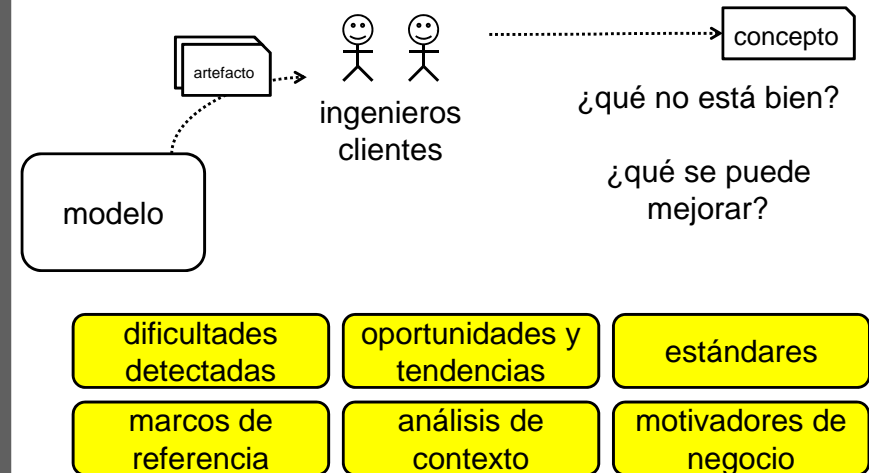 artefacto
concepto
ingenieros
clientes
¿qué no está bien?
¿qué se puede
mejorar?
modelo
dificultades
detectadas
oportunidades y
tendencias
estándares
marcos de
referencia
análisis de
contexto
motivadores de
negocio